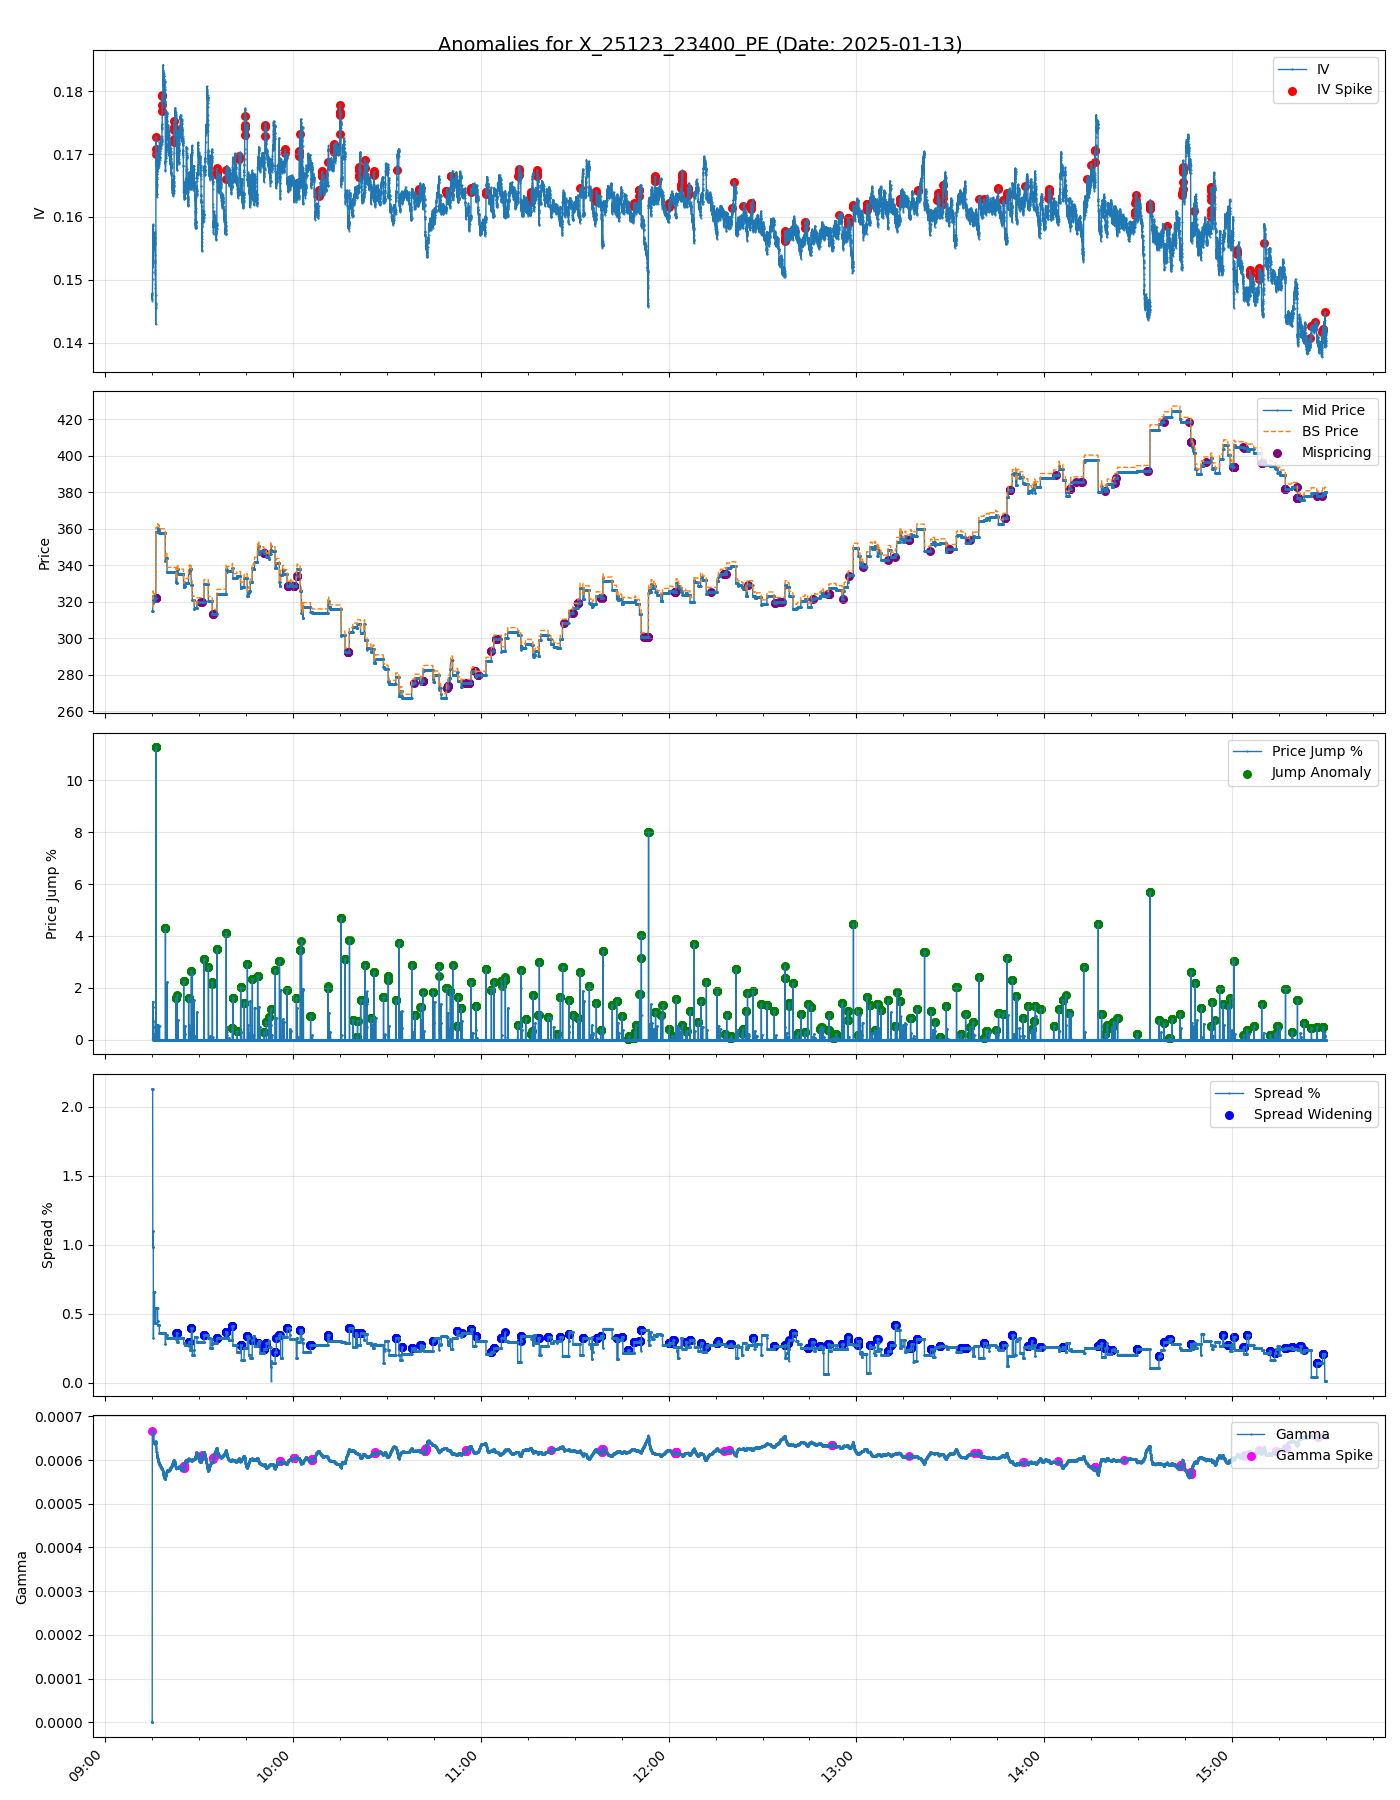 Anomalies for X_25123_23400_PE (Date: 2025-01-13)
IV
IV Spike
0.18
0.17
0.16
0.15
0.14
IV
Mid Price
BS Price
Mispricing
420
400
380
360
340
320
300
280
260
Price
Price Jump %
Jump Anomaly
10
8
6
4
2
0
Price Jump %
Spread %
Spread Widening
2.0
1.5
1.0
0.5
0.0
Spread %
Gamma
Gamma Spike
0.0007
0.0006
0.0005
0.0004
0.0003
0.0002
0.0001
0.0000
Gamma
09:00
10:00
11:00
12:00
13:00
14:00
15:00